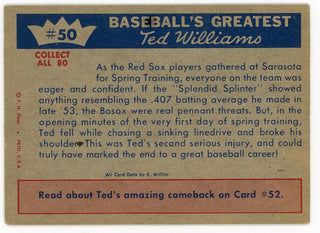 #50
BASEBALL'S GREATEST
Ted Williams
COLLECT
ALL 80
As the Red Sox players gathered at Sarasota
for Spring Training, everyone on the team was
eager and confident. If the "Splendid Splinter" showed
anything resembling the .407 batting average he made in
late '53, the Bosox were real pennant threats. But, in the
opening minutes of the very first day of spring training,
Ted fell while chasing a sinking linedrive and broke his
shoulder. This was Ted's second serious injury, and could
truly have marked the end to a great baseball career!
All Card Data by E. Mifflin
Read about Ted's amazing comeback on Card #52.